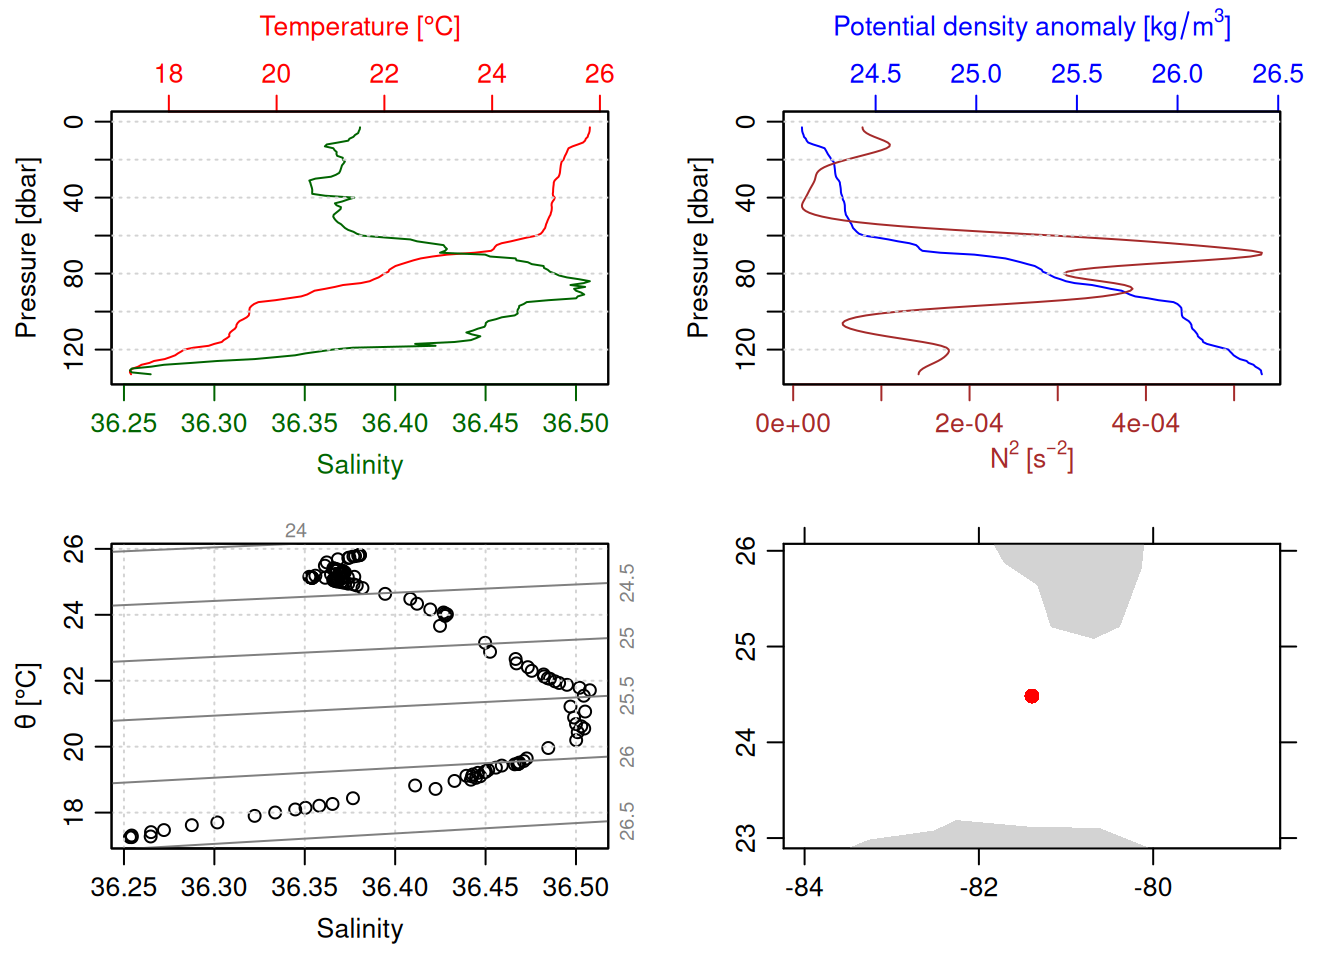 Temperature [°C]
18 20 22 24 26
Pressure [dbar]
0 40 80 120
36.25 36.30 36.35 36.40 36.45 36.50
Salinity
Potential density anomaly [kg/m³]
24.5 25.0 25.5 26.0 26.5
Pressure [dbar]
0 40 80 120
0e+00 2e-04 4e-04
N² [s⁻²]
24
θ [°C]
26 24 22 20 18
24.5 25 25.5 26 26.5
36.25 36.30 36.35 36.40 36.45 36.50
Salinity
26 25 24 23
-84 -82 -80